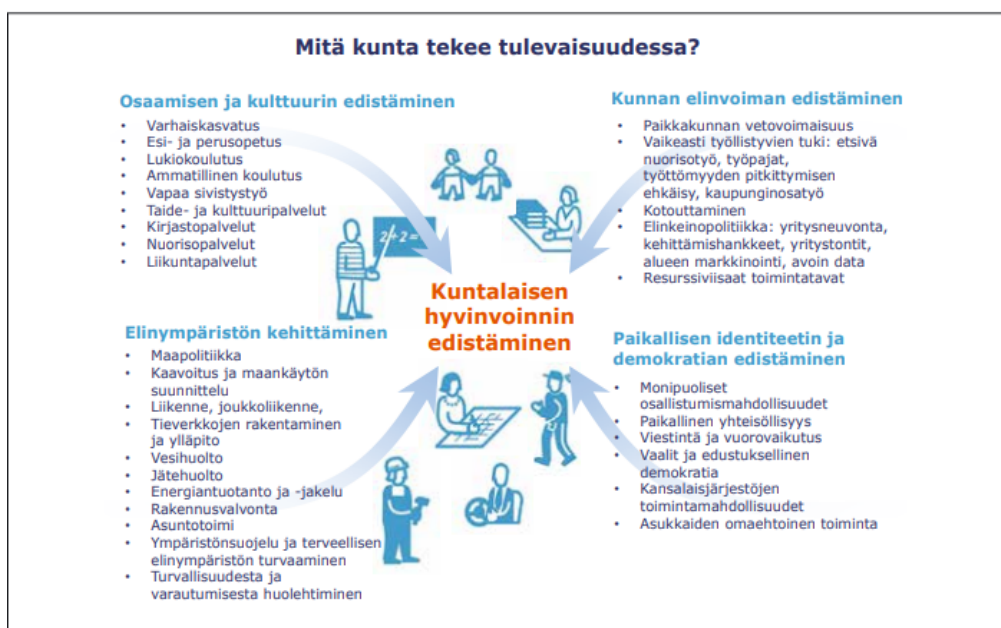 Mitä kunta tekee tulevaisuudessa?
Osaamisen ja kulttuurin edistäminen
• Varhaiskasvatus
• Esi- ja perusopetus
• Lukiokoulutus
• Ammatillinen koulutus
• Vapaa sivistystyö
• Taide- ja kulttuuripalvelut
• Kirjastopalvelut
• Nuorisopalvelut
• Liikuntapalvelut
2+2=
Kunnan elinvoiman edistäminen
• Paikkakunnan vetovoimaisuus
• Vaikeasti työllistyvien tuki: etsivä
nuorisotyö, työpajat,
työttömyyden pitkittymisen
ehkäisy, kaupunginosatyö
• Kotouttaminen
• Elinkeinopolitiikka: yritysneuvonta,
kehittämishankkeet, yritystontit,
alueen markkinointi, avoin data
• Resurssiviisaat toimintatavat
Kuntalaisen
hyvinvoinnin
edistäminen
Elinympäristön kehittäminen
• Maapolitiikka
• Kaavoitus ja maankäytön
suunnittelu
• Liikenne, joukkoliikenne,
• Tieverkkojen rakentaminen
ja ylläpito
• Vesihuolto
• Jätehuolto
• Energiantuotanto ja -jakelu
• Rakennusvalvonta
• Asuntotoimi
• Ympäristönsuojelu ja terveellisen
elinympäristön turvaaminen
• Turvallisuudesta ja
varautumisesta huolehtiminen
Paikallisen identiteetin ja
demokratian edistäminen
• Monipuoliset
osallistumismahdollisuudet
• Paikallinen yhteisöllisyys
• Viestintä ja vuorovaikutus
• Vaalit ja edustuksellinen
demokratia
• Kansalaisjärjestöjen
toimintamahdollisuudet
• Asukkaiden omaehtoinen toiminta